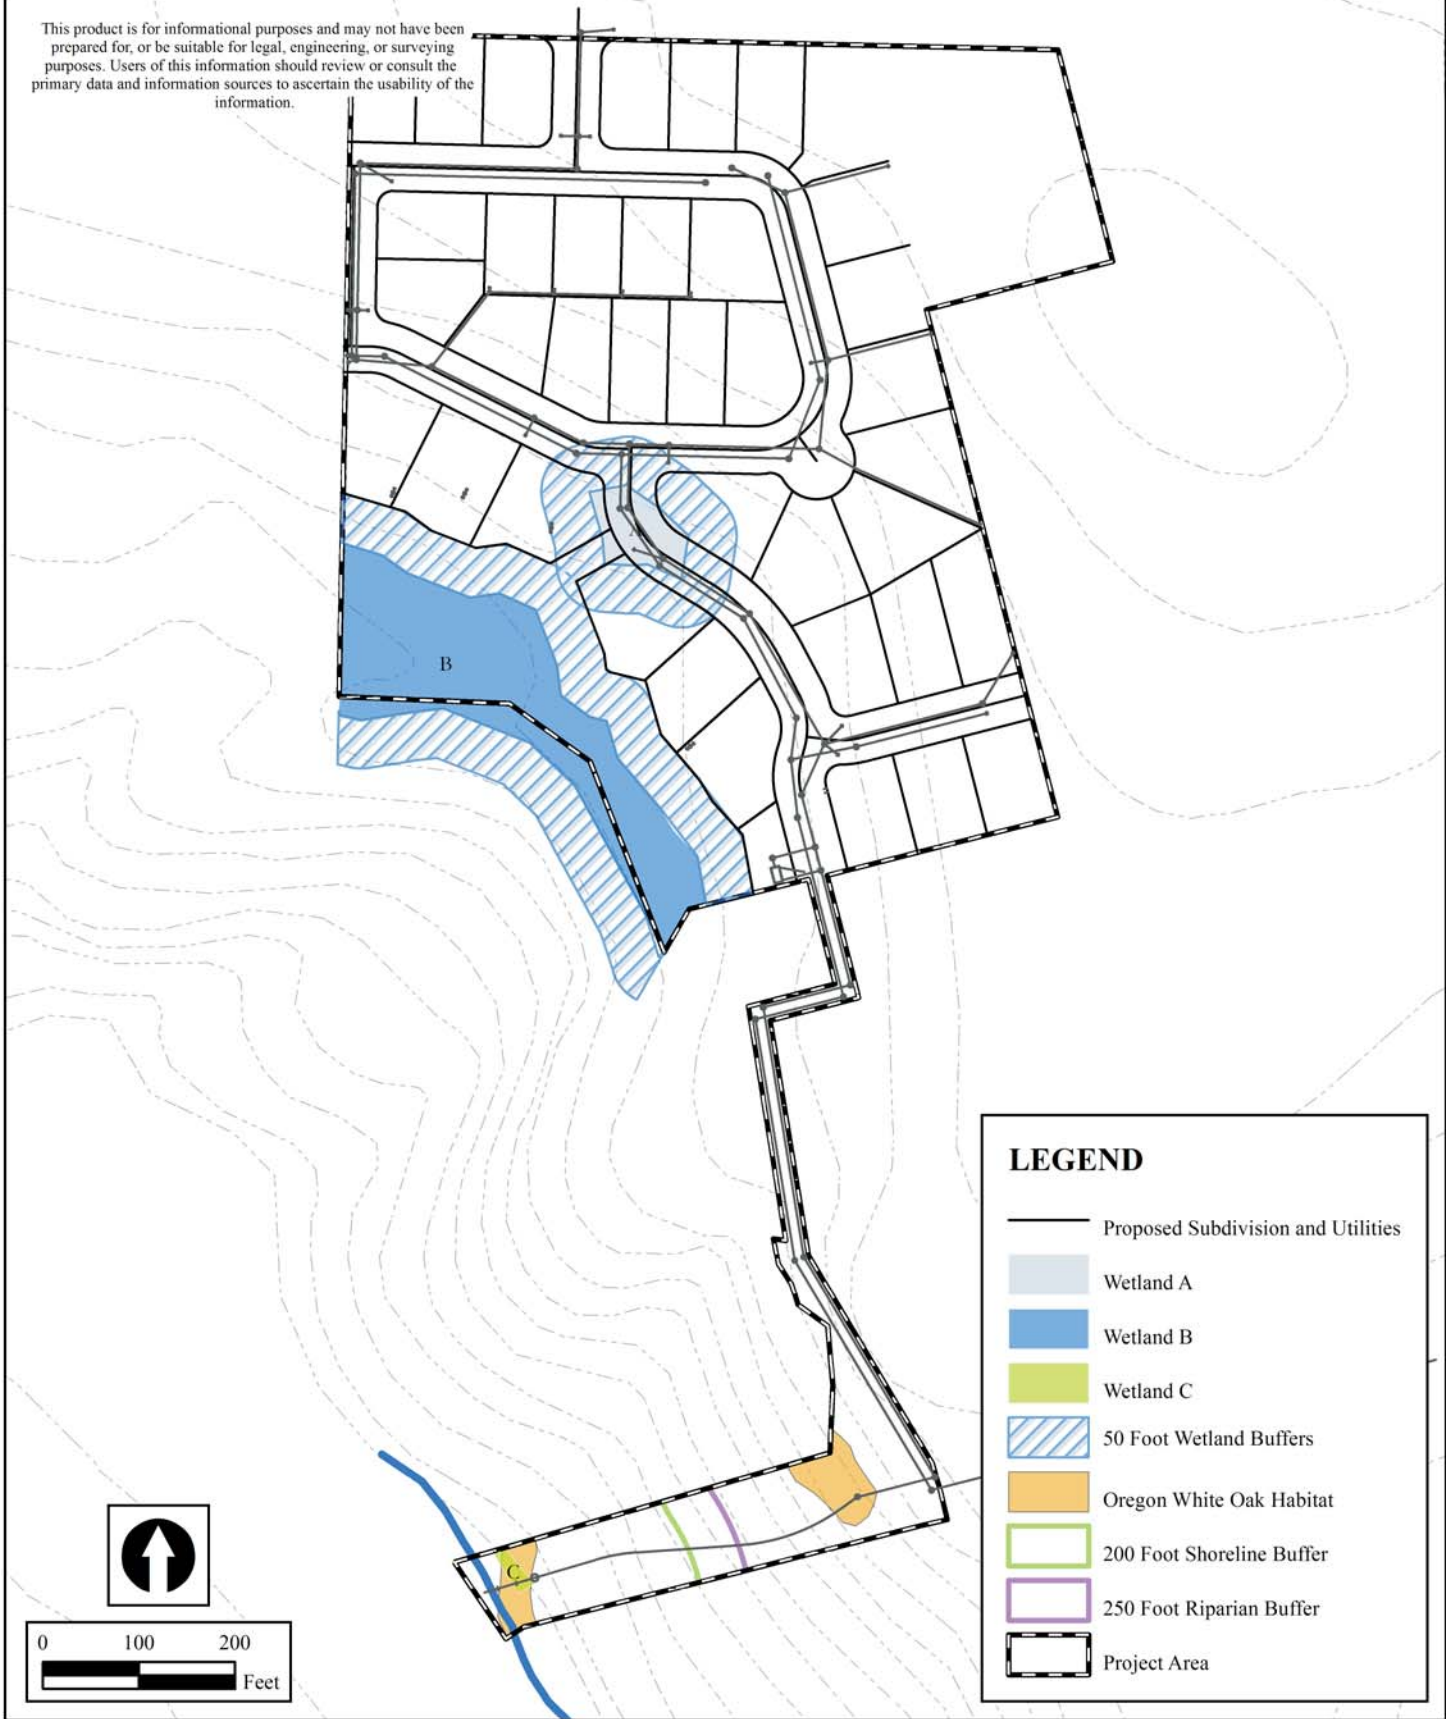 This product is for informational purposes and may not have been
prepared for, or be suitable for legal, engineering, or surveying
purposes. Users of this information should review or consult the
primary data and information sources to ascertain the usability of the
information.
A
B
C
LEGEND
Proposed Subdivision and Utilities
Wetland A
Wetland B
Wetland C
50 Foot Wetland Buffers
Oregon White Oak Habitat
200 Foot Shoreline Buffer
250 Foot Riparian Buffer
Project Area
0 100 200
Feet